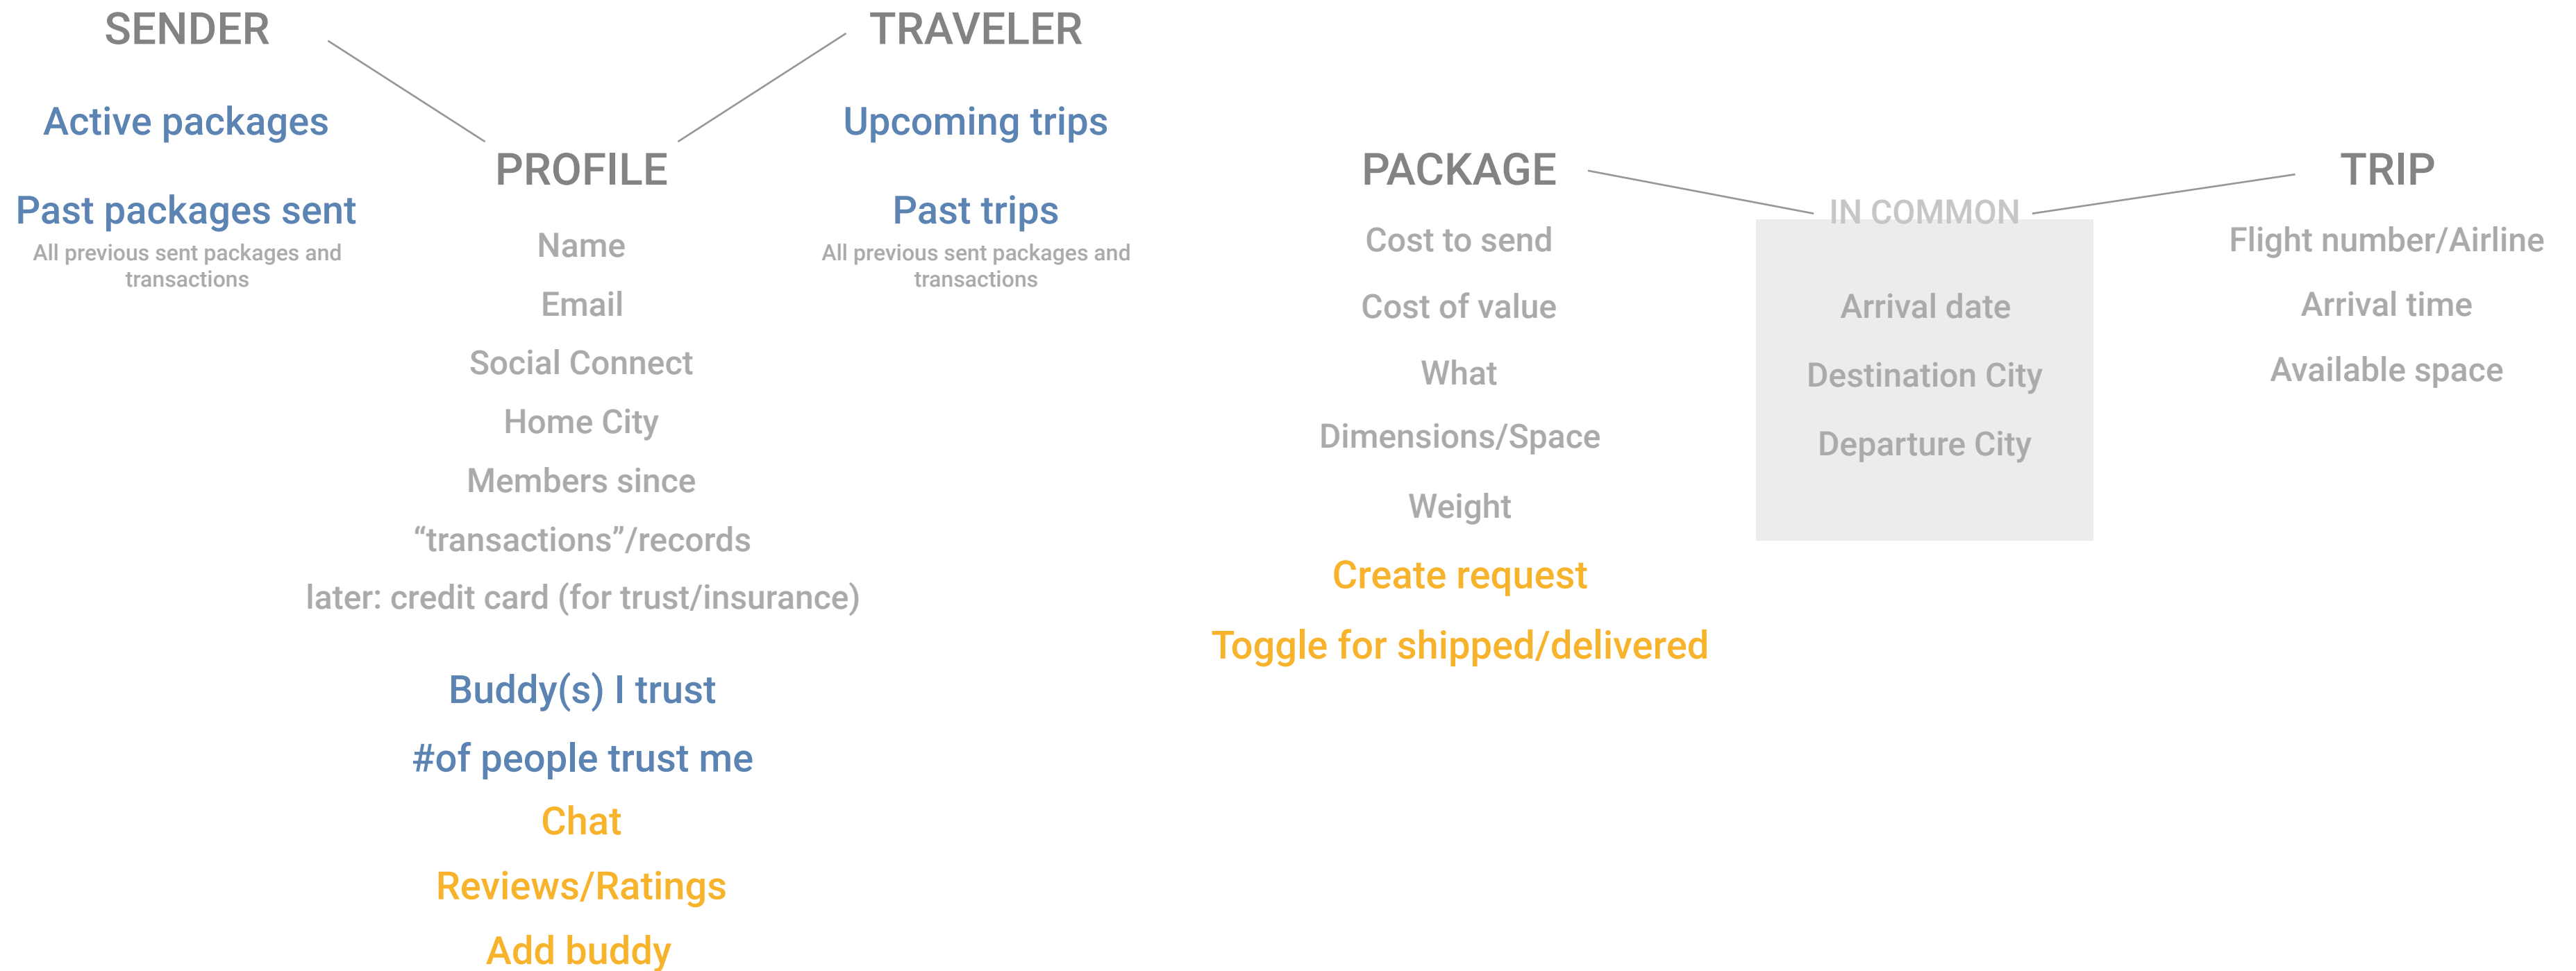 SENDER
Active packages
Past packages sent
All previous sent packages and
transactions
TRAVELER
Upcoming trips
Past trips
All previous sent packages and
transactions
PROFILE
Name
Email
Social Connect
Home City
Members since
“transactions”/records
later: credit card (for trust/insurance)
Buddy(s) I trust
#of people trust me
Chat
Reviews/Ratings
Add buddy
PACKAGE
Cost to send
Cost of value
What
Dimensions/Space
Weight
Create request
Toggle for shipped/delivered
IN COMMON
Arrival date
Destination City
Departure City
TRIP
Flight number/Airline
Arrival time
Available space